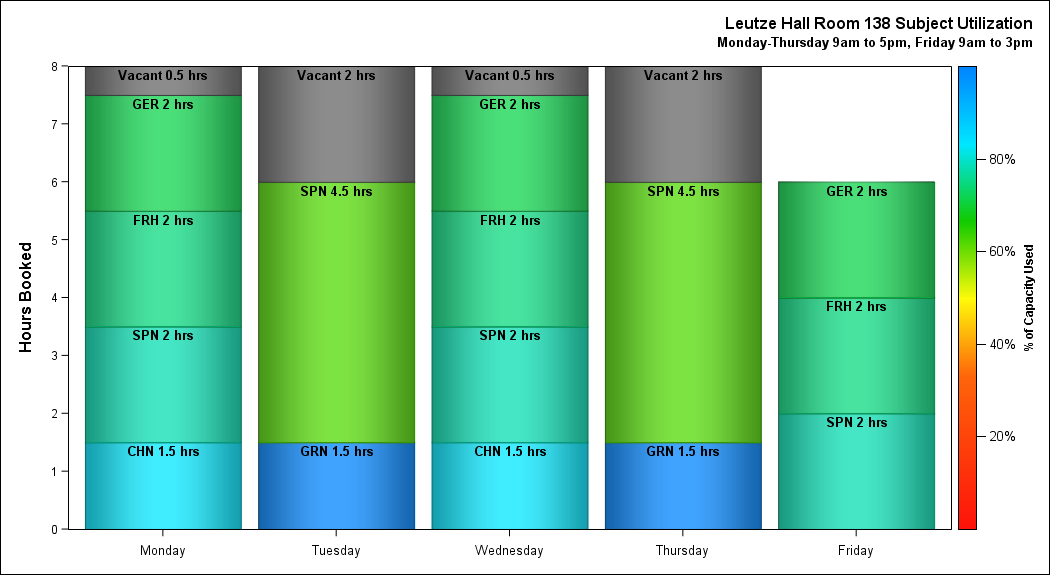 Leutze Hall Room 138 Subject Utilization
Monday-Thursday 9am to 5pm, Friday 9am to 3pm
Hours Booked
8
7
6
5
4
3
2
1
0
Vacant 0.5 hrs
GER 2 hrs
FRH 2 hrs
SPN 2 hrs
CHN 1.5 hrs
Monday
Vacant 2 hrs
SPN 4.5 hrs
GRN 1.5 hrs
Tuesday
Vacant 0.5 hrs
GER 2 hrs
FRH 2 hrs
SPN 2 hrs
CHN 1.5 hrs
Wednesday
Vacant 2 hrs
SPN 4.5 hrs
GRN 1.5 hrs
Thursday
GER 2 hrs
FRH 2 hrs
SPN 2 hrs
Friday
80%
60%
40%
20%
% of Capacity Used